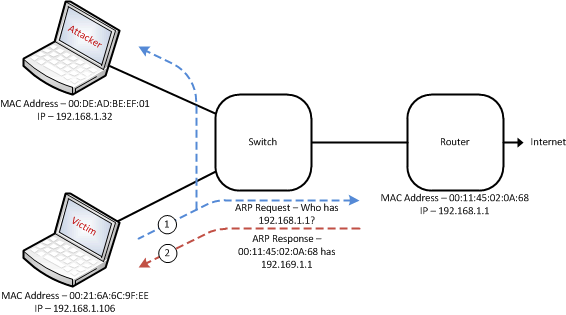 Attacker
MAC Address – 00:DE:AD:BE:EF:01
IP – 192.168.1.32
Switch
Router
Internet
MAC Address – 00:11:45:02:0A:68
IP – 192.168.1.1
1
ARP Request – Who has
192.168.1.1?
2
ARP Response –
00:11:45:02:0A:68 has
192.169.1.1
Victim
MAC Address – 00:21:6A:6C:9F:EE
IP – 192.168.1.106